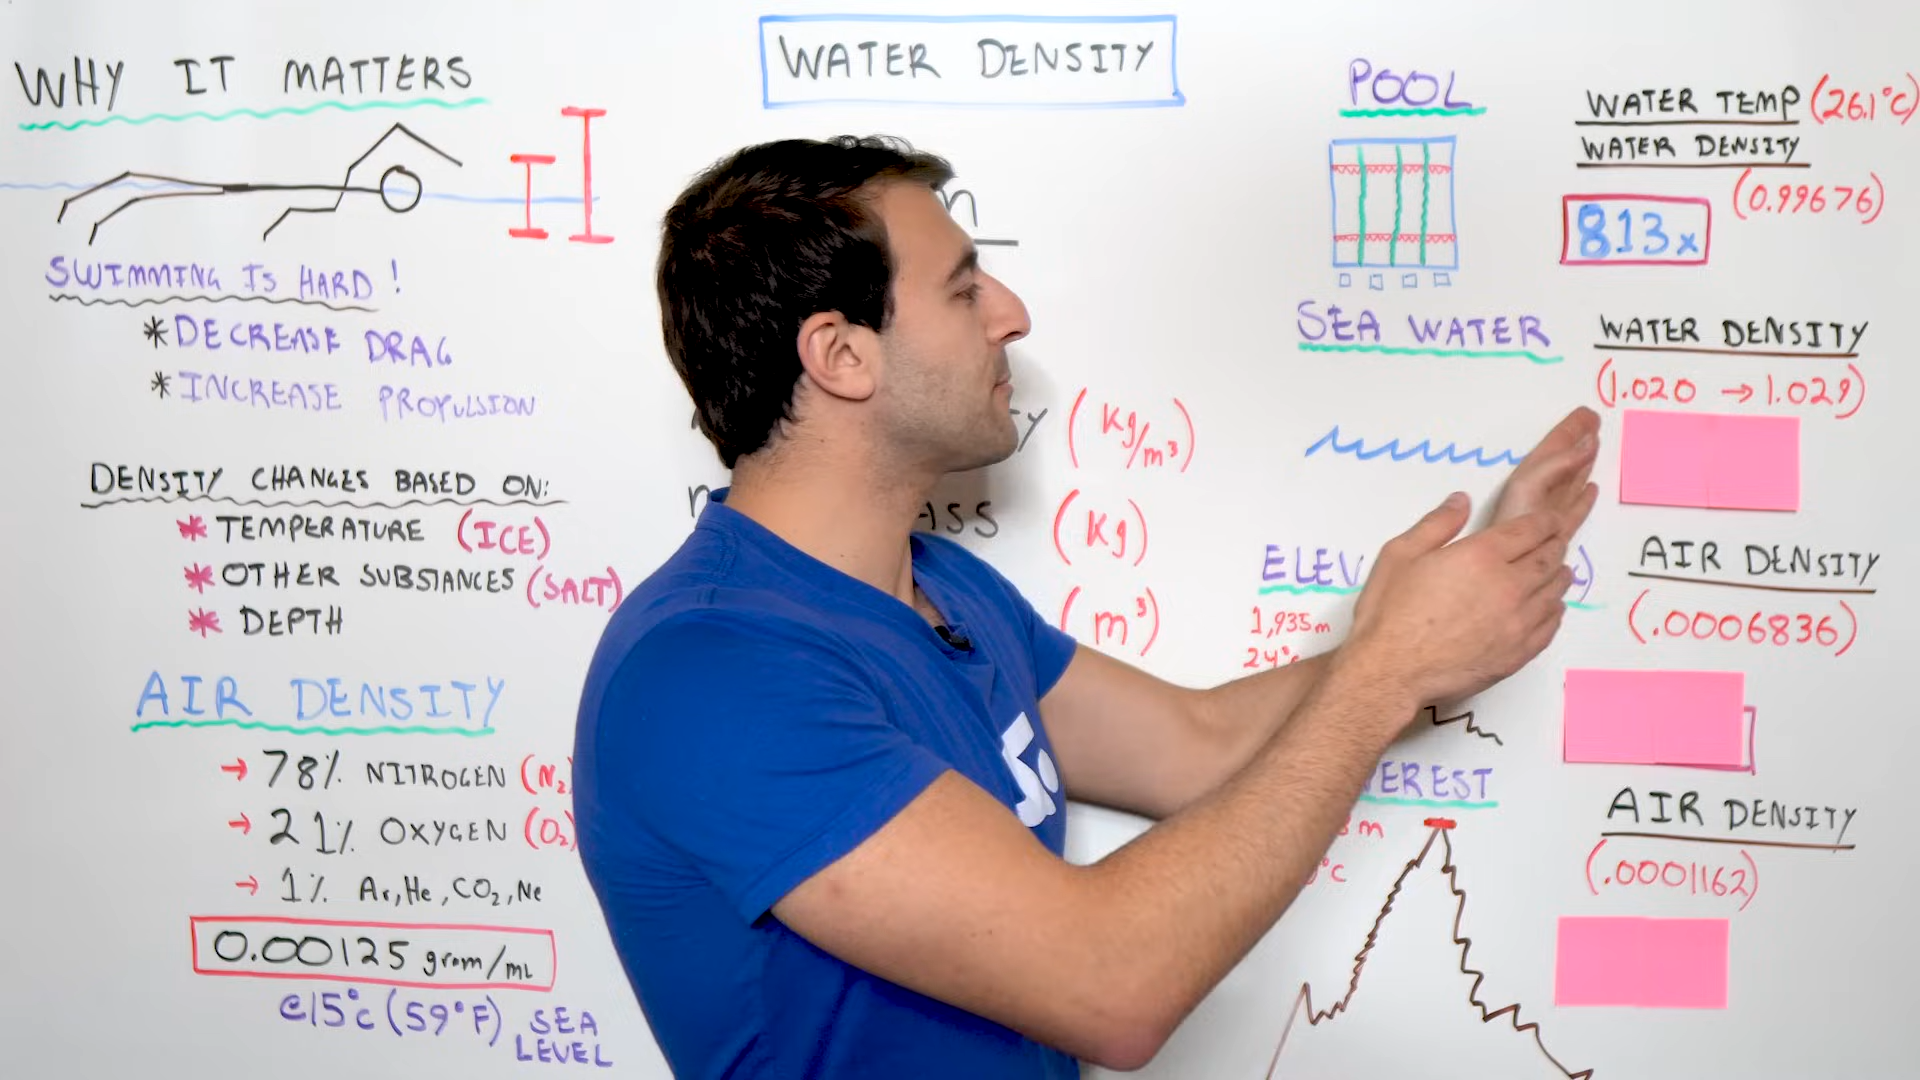 WATER DENSITY
WHY IT MATTERS
SWIMMING IS HARD!
*DECREASE DRAG
*INCREASE PROPULSION
DENSITY CHANGES BASED ON:
* TEMPERATURE (ICE)
* OTHER SUBSTANCES (SALT)
* DEPTH
AIR DENSITY
→ 78% NITROGEN (N₂
→ 21% OXYGEN (O₂)
→ 1% Ar, He, CO₂, Ne
0.00125 gram/mL
@15°C (59°F) SEA
LEVEL
(Kg/m³)
(Kg)
(m³)
POOL
WATER TEMP (26.1°C)
WATER DENSITY
(0.99676)
813x
SEA WATER
WATER DENSITY
(1.020 → 1.029)
1,935m
24°C
AIR DENSITY
(.0006836)
AIR DENSITY
(.0001162)